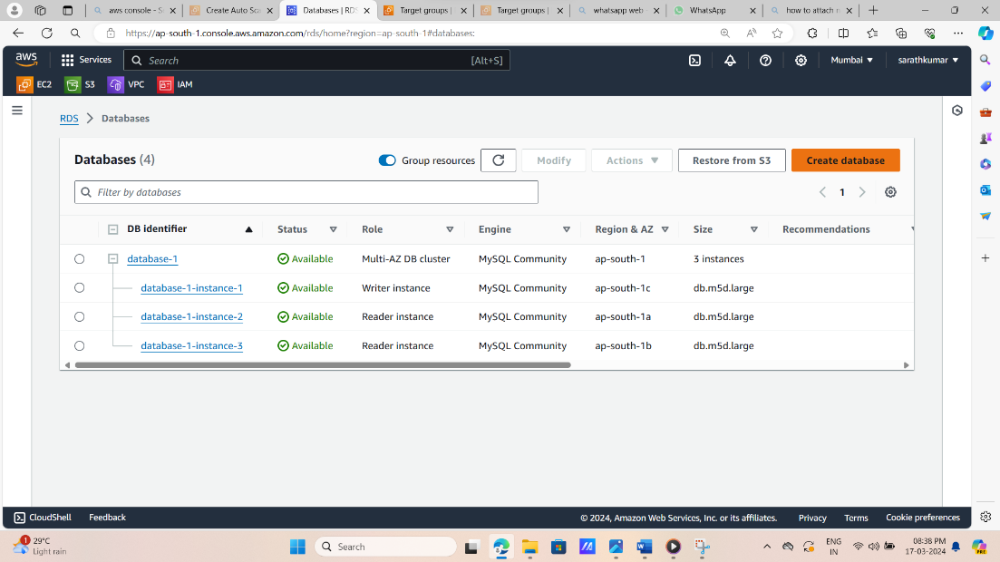 aws console - Se
Create Auto Sca
Databases | RDS
Target groups |
Target groups |
whatsapp web
WhatsApp
how to attach r
https://ap-south-1.console.aws.amazon.com/rds/home?region=ap-south-1#databases:
aws
Services
Search
[Alt+S]
Mumbai
sarathkumar
EC2
S3
VPC
IAM
RDS
Databases
Databases (4)
Group resources
Modify
Actions
Restore from S3
Create database
Filter by databases
1
DB identifier Status Role Engine Region & AZ Size Recommendations
database-1 Available Multi-AZ DB cluster MySQL Community ap-south-1 3 instances
database-1-instance-1 Available Writer instance MySQL Community ap-south-1c db.m5d.large
database-1-instance-2 Available Reader instance MySQL Community ap-south-1a db.m5d.large
database-1-instance-3 Available Reader instance MySQL Community ap-south-1b db.m5d.large
CloudShell
Feedback
© 2024, Amazon Web Services, Inc. or its affiliates.
Privacy
Terms
Cookie preferences
1
29°C
Light rain
Search
ENG
IN
08:38 PM
17-03-2024
PRE